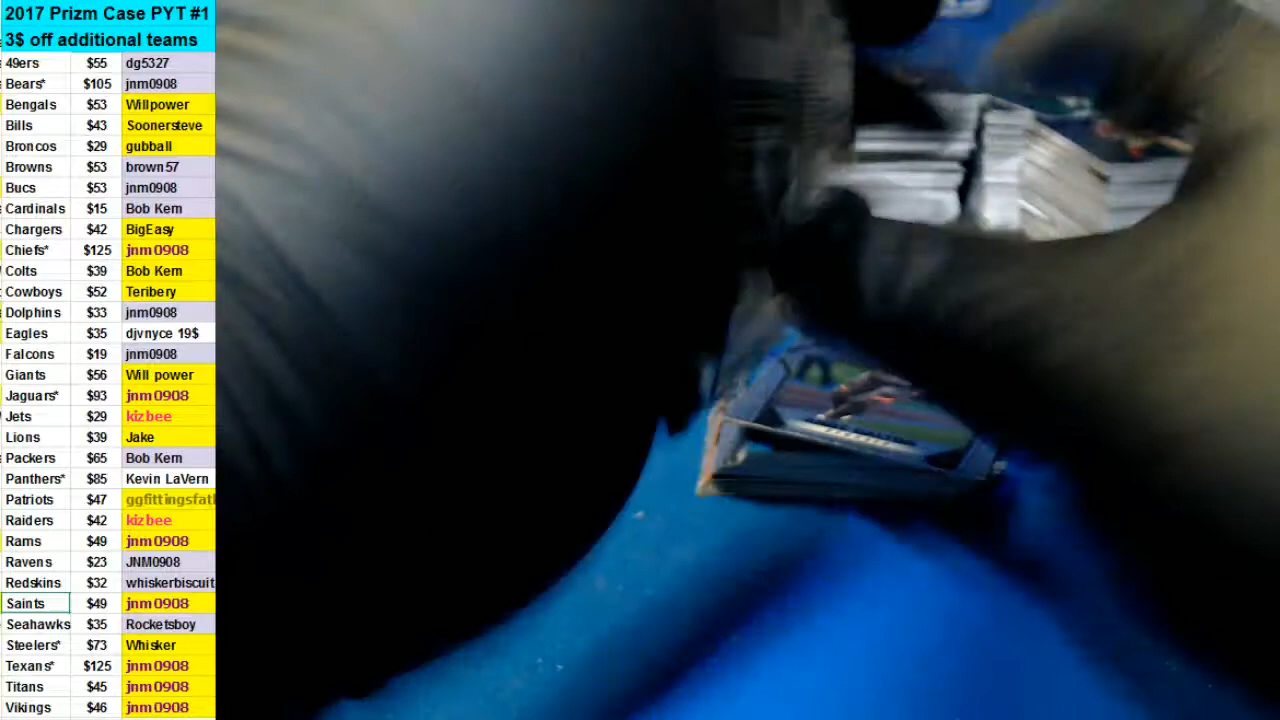 2017 Prizm Case PYT #1
3$ off additional teams
49ers $55 dg5327
Bears* $105 jnm0908
Bengals $53 Willpower
Bills $43 Soonersteve
Broncos $29 gubball
Browns $53 brown57
Bucs $53 jnm0908
Cardinals $15 Bob Kern
Chargers $42 BigEasy
Chiefs* $125 jnm0908
Colts $39 Bob Kern
Cowboys $52 Teribery
Dolphins $33 jnm0908
Eagles $35 djvnyce 19$
Falcons $19 jnm0908
Giants $56 Will power
Jaguars* $93 jnm0908
Jets $29 kizbee
Lions $39 Jake
Packers $65 Bob Kern
Panthers* $85 Kevin LaVern
Patriots $47 ggfittingsfatl
Raiders $42 kizbee
Rams $49 jnm0908
Ravens $23 JNM0908
Redskins $32 whiskerbiscuit
Saints $49 jnm0908
Seahawks $35 Rocketsboy
Steelers* $73 Whisker
Texans* $125 jnm0908
Titans $45 jnm0908
Vikings $46 jnm0908